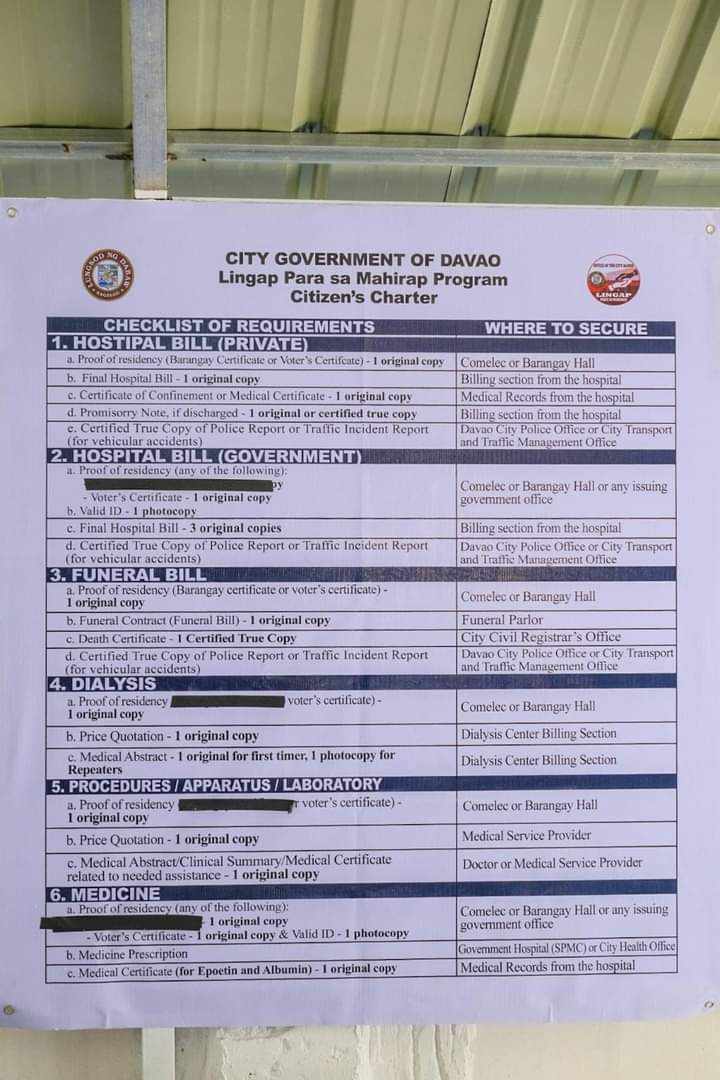 LUNGSOD NG DABAW
OFFICE OF THE CITY MAYOR
LINGAP
CITY GOVERNMENT OF DAVAO
Lingap Para sa Mahirap Program
Citizen's Charter
CHECKLIST OF REQUIREMENTS WHERE TO SECURE
1. HOSTIPAL BILL (PRIVATE)
a. Proof of residency (Barangay Certificate or Voter's Certifcate) - 1 original copy Comelec or Barangay Hall
b. Final Hospital Bill - 1 original copy Billing section from the hospital
c. Certificate of Confinement or Medical Certificate - 1 original copy Medical Records from the hospital
d. Promisorry Note, if discharged - 1 original or certified true copy Billing section from the hospital
e. Certified True Copy of Police Report or Traffic Incident Report Davao City Police Office or City Transport
(for vehicular accidents) and Traffic Management Office
2. HOSPITAL BILL (GOVERNMENT)
a. Proof of residency (any of the following):
py
- Voter's Certificate - 1 original copy Comelec or Barangay Hall or any issuing
b. Valid ID - 1 photocopy government office
c. Final Hospital Bill - 3 original copies Billing section from the hospital
d. Certified True Copy of Police Report or Traffic Incident Report Davao City Police Office or City Transport
(for vehicular accidents) and Traffic Management Office
3. FUNERAL BILL
a. Proof of residency (Barangay certificate or voter's certificate) - Comelec or Barangay Hall
1 original copy
b. Funeral Contract (Funeral Bill) - 1 original copy Funeral Parlor
c. Death Certificate - 1 Certified True Copy City Civil Registrar's Office
d. Certified True Copy of Police Report or Traffic Incident Report Davao City Police Office or City Transport
(for vehicular accidents) and Traffic Management Office
4. DIALYSIS
a. Proof of residency voter's certificate) - Comelec or Barangay Hall
1 original copy
b. Price Quotation - 1 original copy Dialysis Center Billing Section
c. Medical Abstract - 1 original for first timer, 1 photocopy for Dialysis Center Billing Section
Repeaters
5. PROCEDURES / APPARATUS / LABORATORY
a. Proof of residency ( r voter's certificate) - Comelec or Barangay Hall
1 original copy
b. Price Quotation - 1 original copy Medical Service Provider
c. Medical Abstract/Clinical Summary/Medical Certificate Doctor or Medical Service Provider
related to needed assistance - 1 original copy
6. MEDICINE
a. Proof of residency (any of the following): Comelec or Barangay Hall or any issuing
- 1 original copy government office
- Voter's Certificate - 1 original copy & Valid ID - 1 photocopy
b. Medicine Prescription Government Hospital (SPMC) or City Health Office
c. Medical Certificate (for Epoetin and Albumin) - 1 original copy Medical Records from the hospital